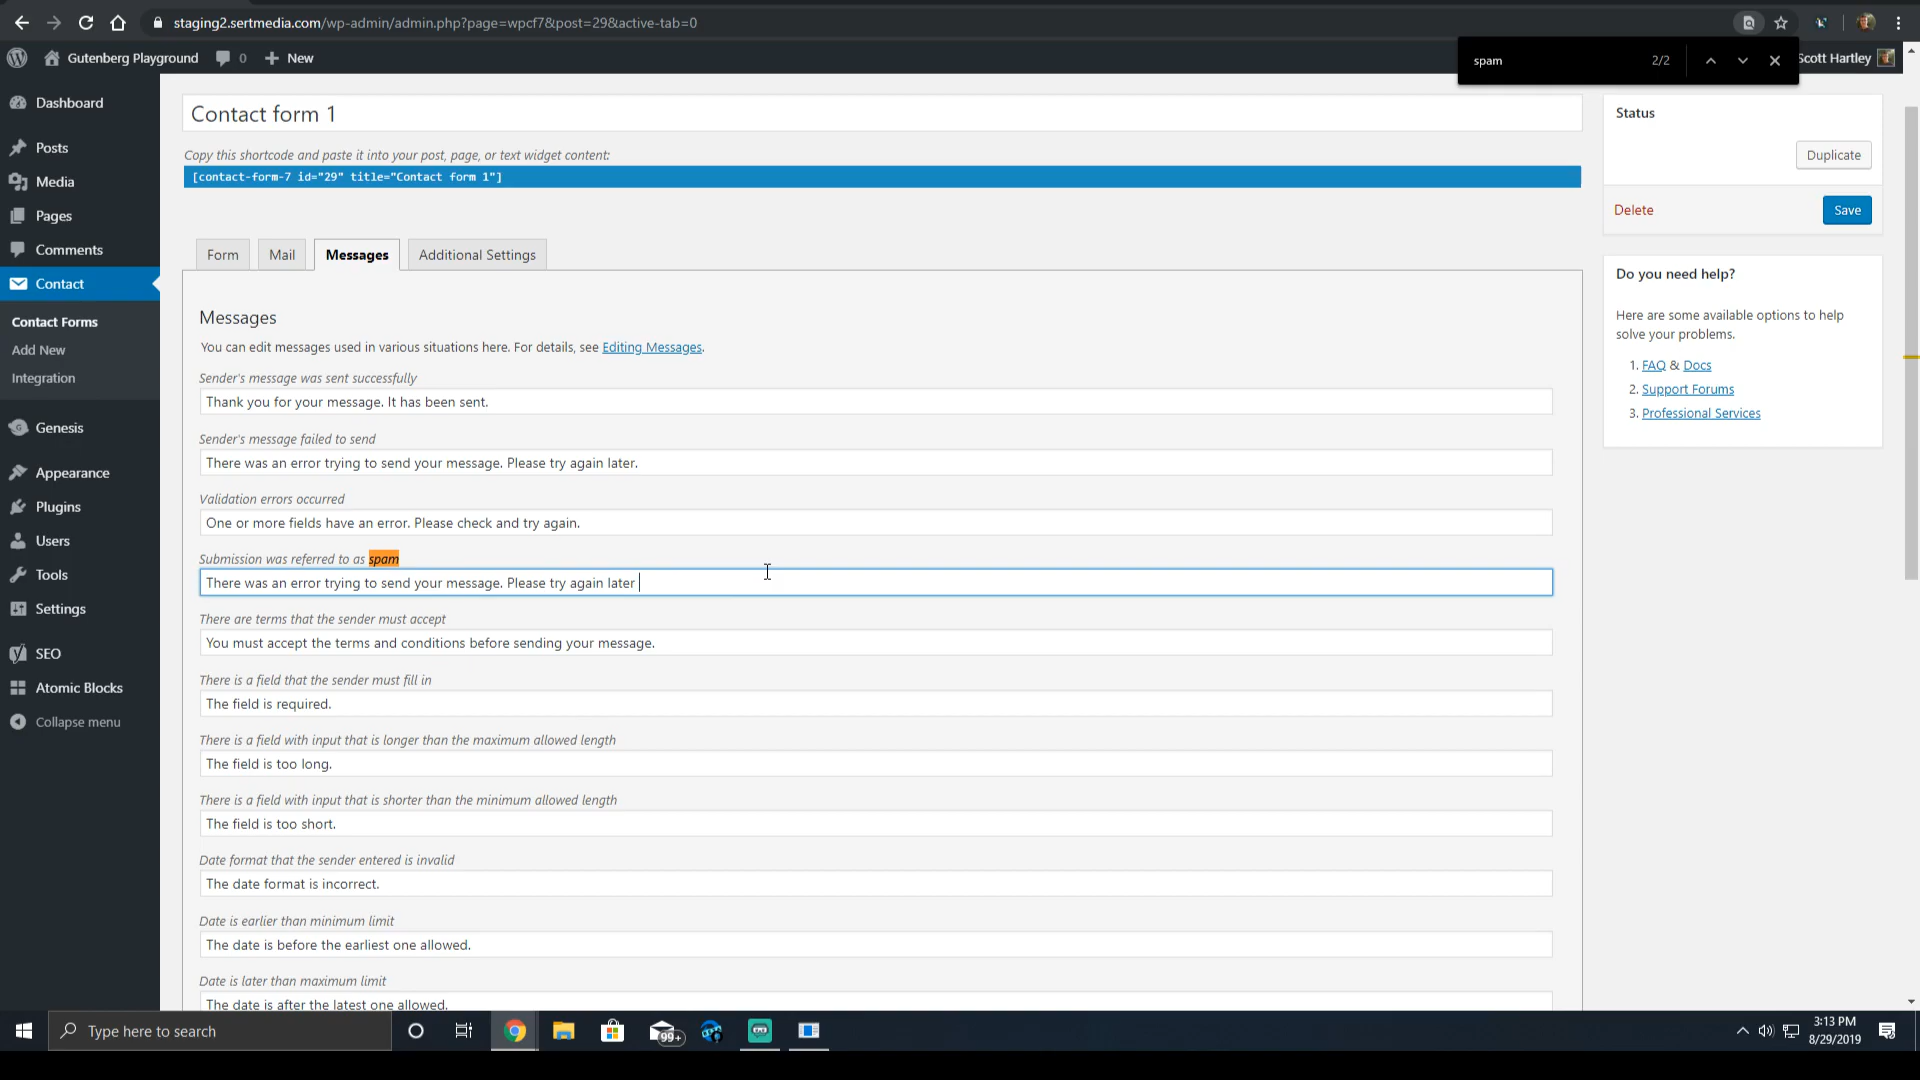 staging2.sertmedia.com/wp-admin/admin.php?page=wpcf7&post=29&active-tab=0
Gutenberg Playground
0
New
spam
2/2
Scott Hartley
Dashboard
Posts
Media
Pages
Comments
Contact
Contact Forms
Add New
Integration
Genesis
Appearance
Plugins
Users
Tools
Settings
SEO
Atomic Blocks
Collapse menu
Contact form 1
Copy this shortcode and paste it into your post, page, or text widget content:
[contact-form-7 id="29" title="Contact form 1"]
Form
Mail
Messages
Additional Settings
Messages
You can edit messages used in various situations here. For details, see Editing Messages.
Sender's message was sent successfully
Thank you for your message. It has been sent.
Sender's message failed to send
There was an error trying to send your message. Please try again later.
Validation errors occurred
One or more fields have an error. Please check and try again.
Submission was referred to as spam
There was an error trying to send your message. Please try again later
There are terms that the sender must accept
You must accept the terms and conditions before sending your message.
There is a field that the sender must fill in
The field is required.
There is a field with input that is longer than the maximum allowed length
The field is too long.
There is a field with input that is shorter than the minimum allowed length
The field is too short.
Date format that the sender entered is invalid
The date format is incorrect.
Date is earlier than minimum limit
The date is before the earliest one allowed.
Date is later than maximum limit
The date is after the latest one allowed.
Status
Duplicate
Delete
Save
Do you need help?
Here are some available options to help
solve your problems.
1. FAQ & Docs
2. Support Forums
3. Professional Services
Type here to search
99+
3:13 PM
8/29/2019